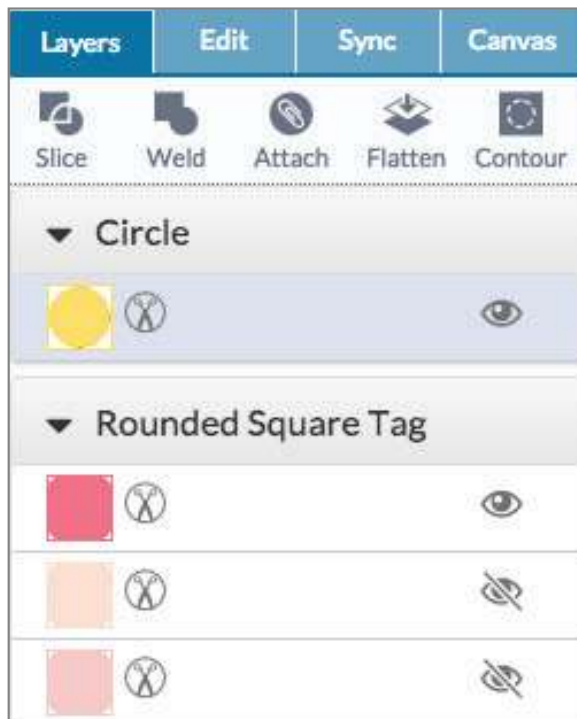 Layers Edit Sync Canvas
Slice Weld Attach Flatten Contour
Circle
Rounded Square Tag